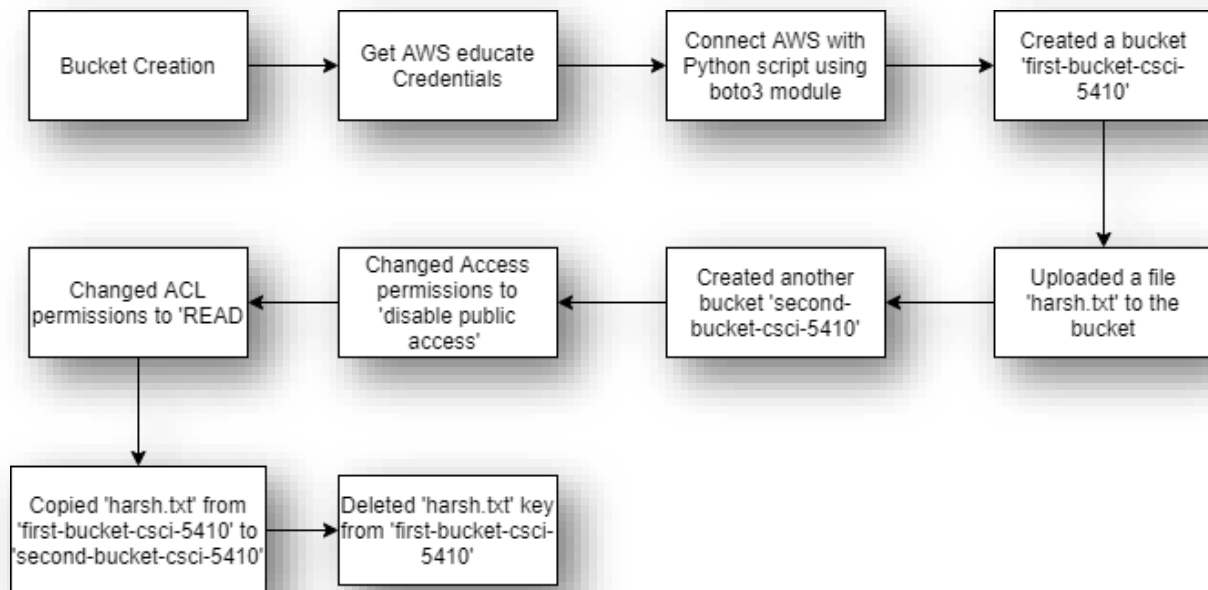 Bucket Creation
Get AWS educate
Credentials
Connect AWS with
Python script using
boto3 module
Created a bucket
'first-bucket-csci-
5410'
Uploaded a file
'harsh.txt' to the
bucket
Created another
bucket 'second-
bucket-csci-5410'
Changed Access
permissions to
'disable public
access'
Changed ACL
permissions to 'READ
Copied 'harsh.txt' from
'first-bucket-csci-5410' to
'second-bucket-csci-5410'
Deleted 'harsh.txt' key
from 'first-bucket-csci-
5410'